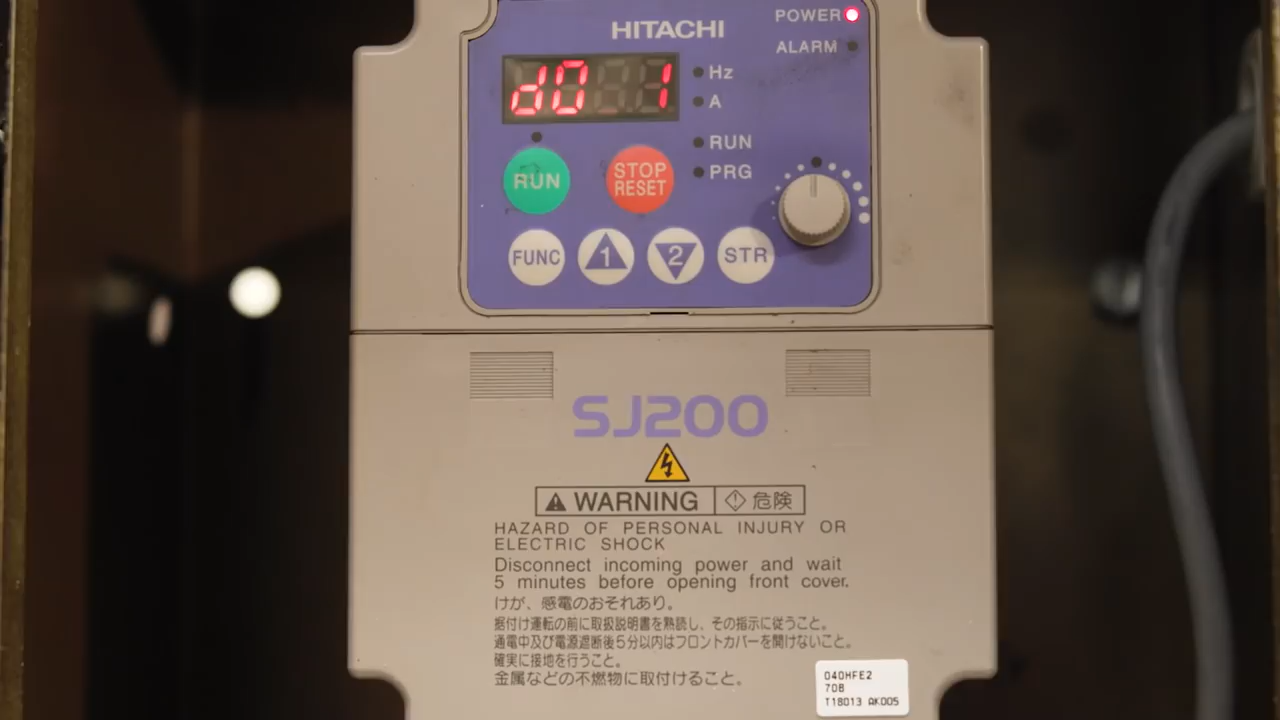 HITACHI
POWER
ALARM
d0 1
Hz
A
RUN
PRG
RUN
STOP
RESET
FUNC
1
2
STR
SJ200
WARNING 危険
HAZARD OF PERSONAL INJURY OR
ELECTRIC SHOCK
Disconnect incoming power and wait
5 minutes before opening front cover.
けが、感電のおそれあり。
据付け運転の前に取扱説明書を熟読し、その指示に従うこと。
通電中及び電源遮断後5分以内はフロントカバーを開けないこと。
確実に接地を行うこと。
金属などの不燃物に取付けること。
040HFE2
70B
T18013 AK005